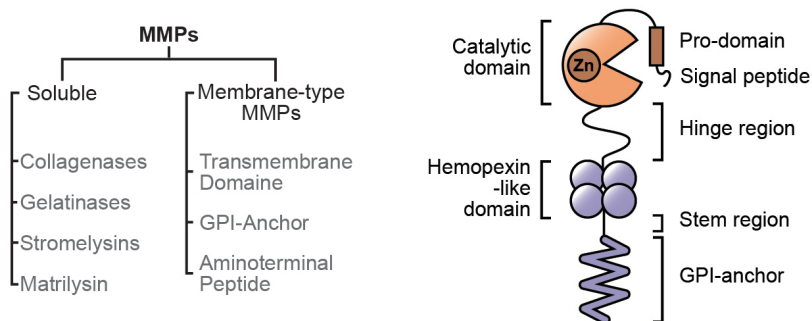 MMPs
Soluble
Collagenases
Gelatinases
Stromelysins
Matrilysin
Membrane-type
MMPs
Transmembrane
Domaine
GPI-Anchor
Aminoterminal
Peptide
Catalytic
domain
Zn
Pro-domain
Signal peptide
Hinge region
Hemopexin
-like
domain
Stem region
GPI-anchor